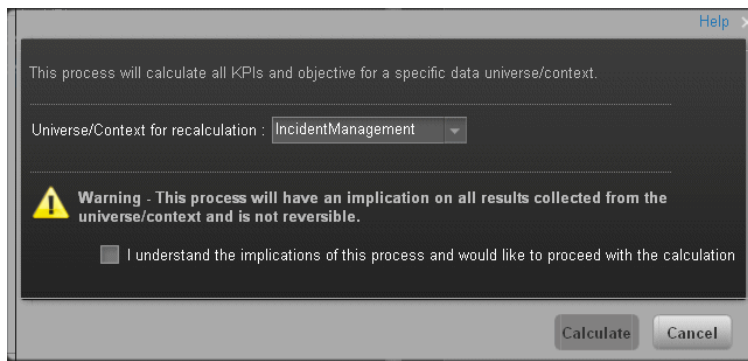 Help
This process will calculate all KPIs and objective for a specific data universe/context.
Universe/Context for recalculation : IncidentManagement
Warning - This process will have an implication on all results collected from the
universe/context and is not reversible.
I understand the implications of this process and would like to proceed with the calculation
Calculate Cancel